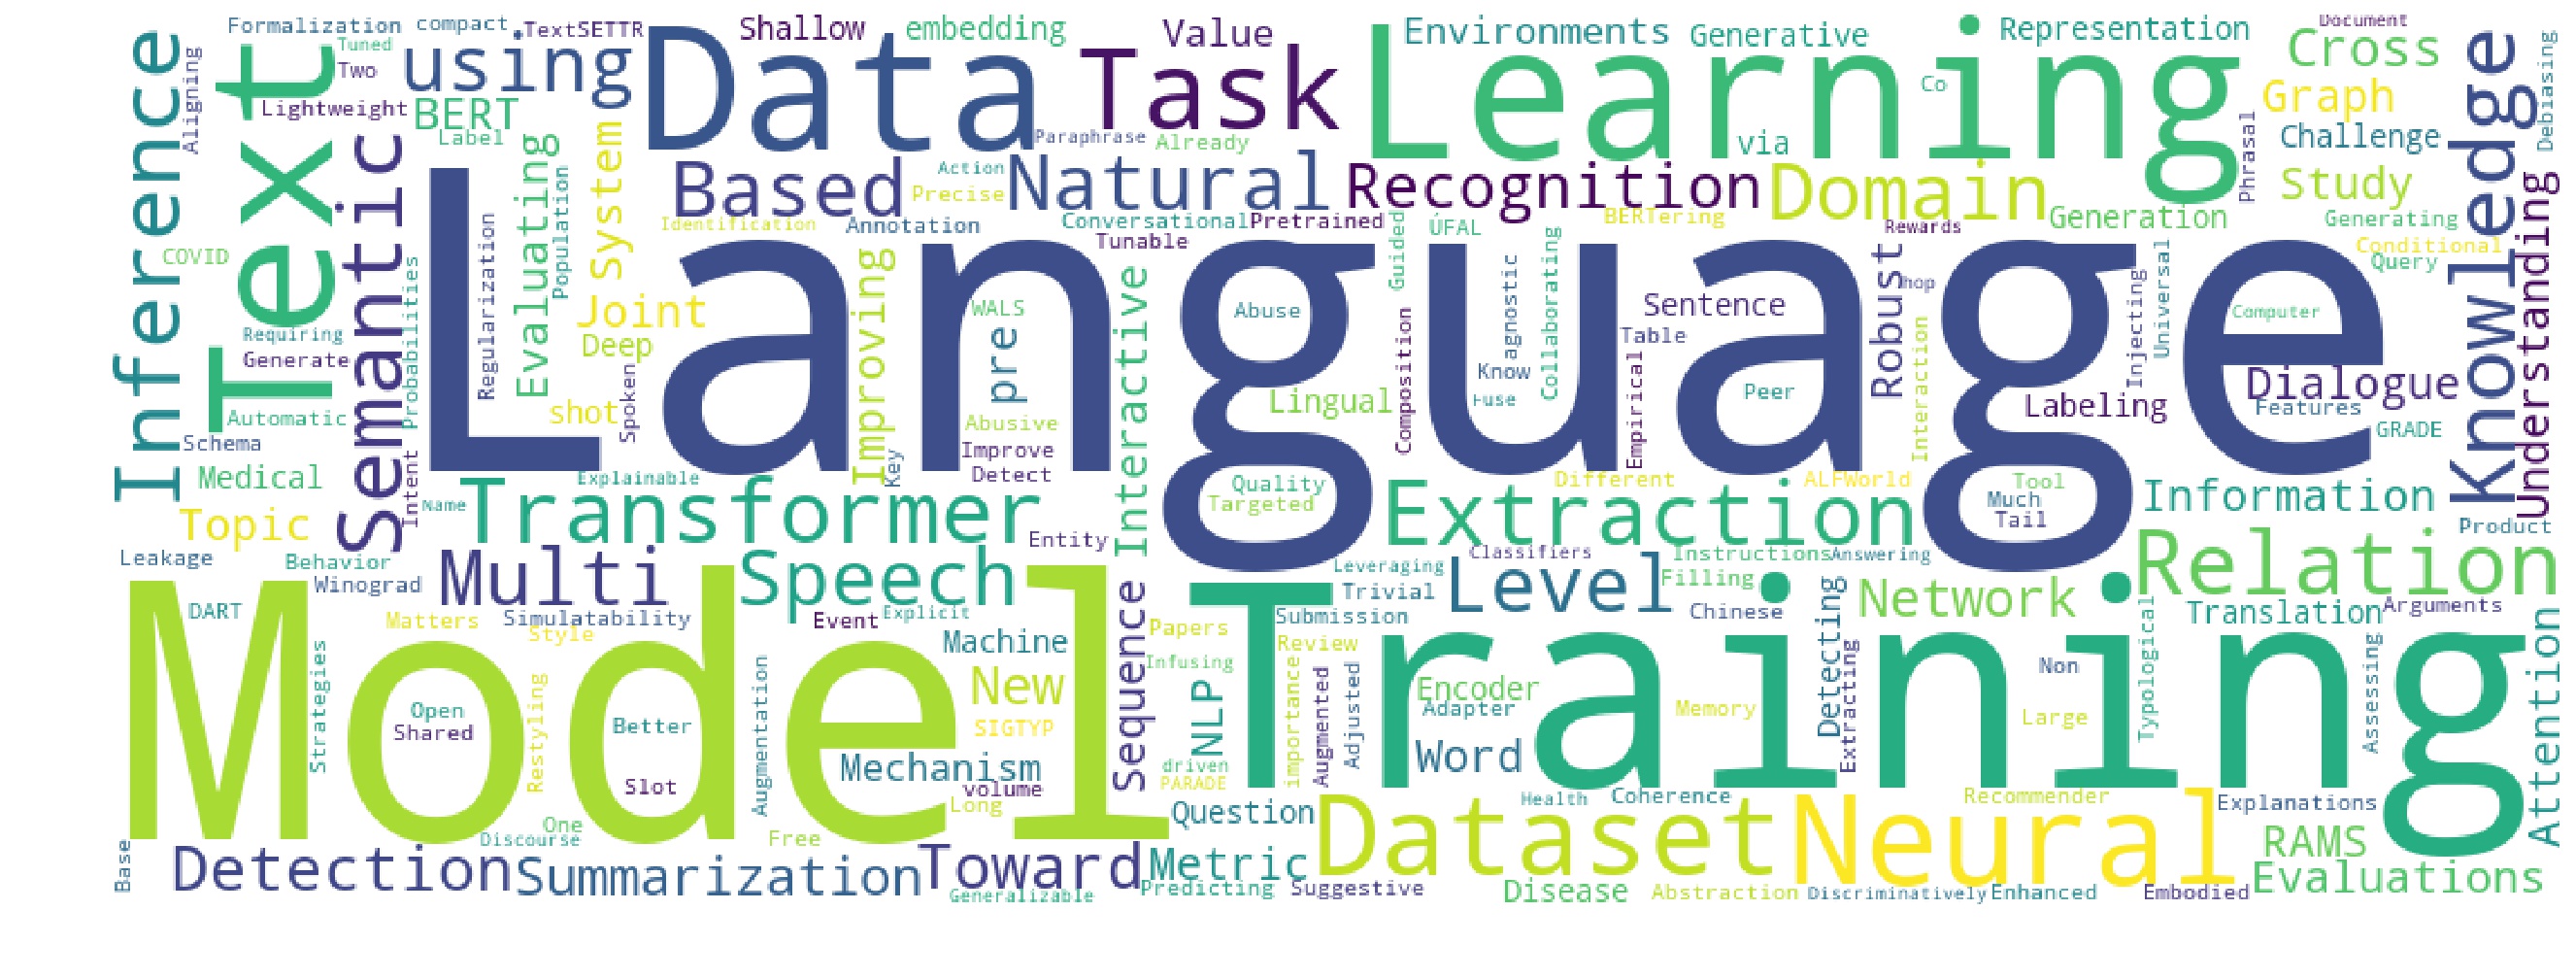 Formalization
compact
TextSETTR
Shallow
embedding
Value
Environments
Generative
Representation
Document
Cross
Tuned
Two
using
Data
Task
Learning
Co
Graph
Inference
Aligning
Text
Lightweight
BERT
Label
Paraphrase
Already
via
Challenge
Knowledge
Debiasing
Semantic
Evaluating
Population
System
Based
Action
Precise
Natural
Recognition
Domain
Phrasal
Study
Generation
Generating
Understanding
COVID
Identification
Annotation
Conversational
Pretrained
Tunable
Guided
ÚFAL
BERTering
Rewards
Conditional
Query
Regularization
Probabilities
Language
Joint
Deep
Improving
WALS
pre
Interactive
Abuse
agnostic
Collaborating
Sentence
Table
Robust
hop
Injecting
Universal
Computer
Requiring
Generate
Automatic
Schema
shot
Spoken
Abusive
Improve
Detect
Lingual
Composition
Know
Fuse
Empirical
Peer
Interaction
Labeling
Dialogue
Features
GRADE
Medical
Intent
Name
Explainable
Key
Transformer
Quality
Targeted
Extraction
Different
ALFWorld
Much
Tail
Tool
Information
Product
Topic
Entity
Leakage
Behavior
Winograd
Multi
Speech
Classifiers
Instructions
Answering
Leveraging
Trivial
Level
Filling
Relation
DART
Matters
Simulatability
Style
Event
Explicit
Machine
Papers
Submission
Review
Chinese
Detecting
Network
Translation
Arguments
Model
Strategies
Open
Shared
Restyling
Better
Slot
Augmentation
New
SIGTYP
Sequence
Infusing
NLP
Training
importance
Augmented
Adjusted
Encoder
Adapter
Word
Memory
Extracting
Non
Large
Typological
Assessing
Attention
Mechanism
volume
Long
driven
PARADE
Question
Health
Coherence
Recommender
Explanations
Base
One
Discourse
Free
Detection
Summarization
Toward
Generalizable
Metric
Predicting
Suggestive
Dataset
Disease
Abstraction
Neural
Discriminatively
Enhanced
Embodied
RAMS
Evaluations